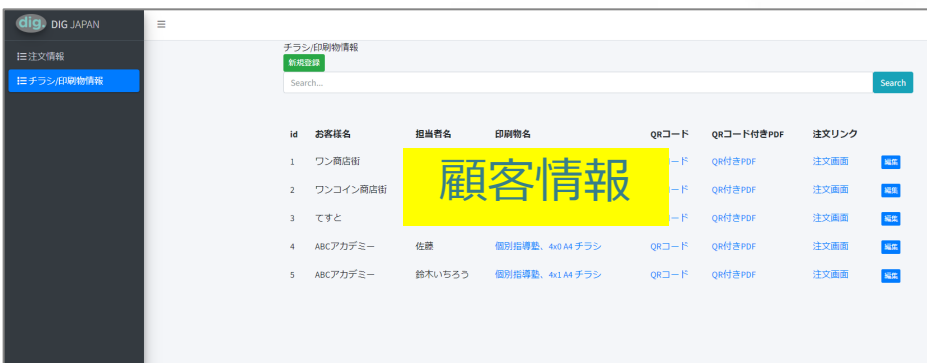 dig. DIG JAPAN
注文情報
チラシ/印刷物情報
チラシ/印刷物情報
新規登録
Search...
Search
id お客様名 担当者名 印刷物名 QRコード QRコード付きPDF 注文リンク
1 ワン商店街 コード QR付きPDF 注文画面 編集
2 ワンコイン商店街 QR付きPDF 注文画面 編集
顧客情報
3 てすと QR付きPDF 注文画面 編集
4 ABCアカデミー 佐藤 個別指導塾、4x0 A4 チラシ QRコード QR付きPDF 注文画面 編集
5 ABCアカデミー 鈴木いちろう 個別指導塾、4x1 A4 チラシ QRコード QR付きPDF 注文画面 編集